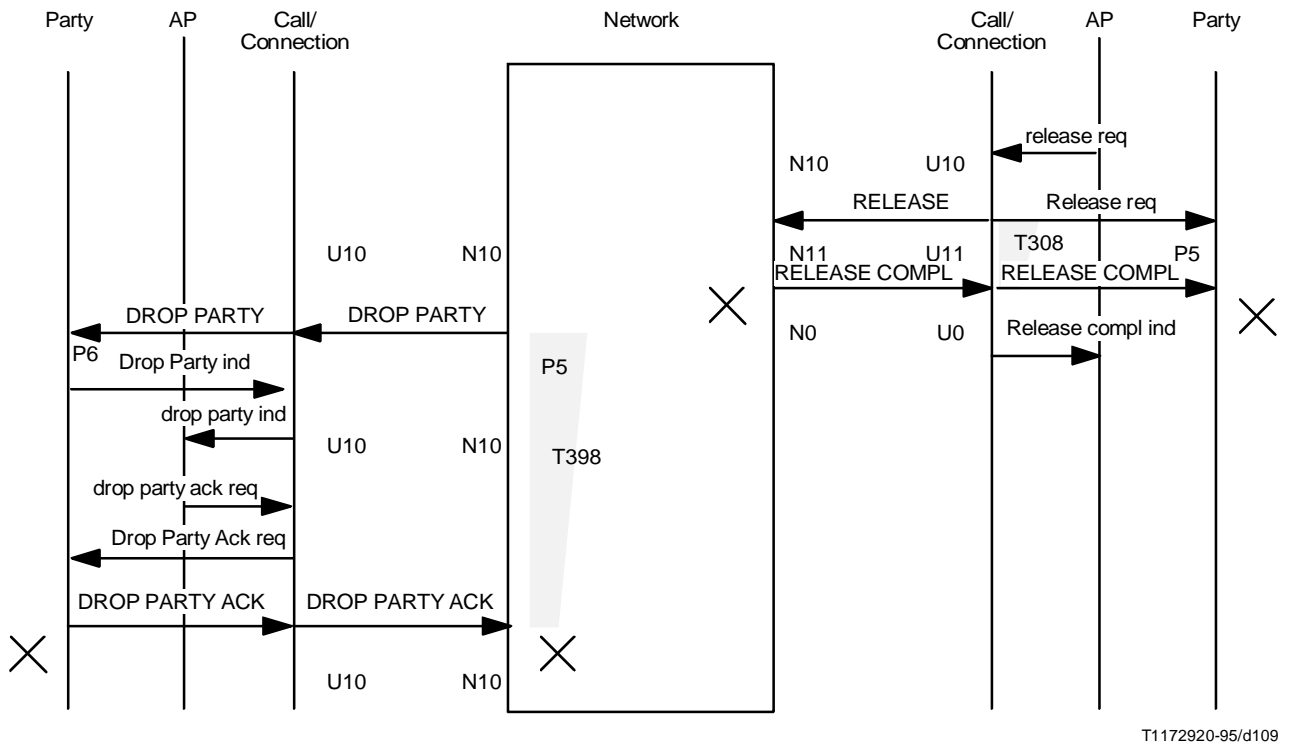 Party AP Call/ Network Call/ AP Party
Connection Connection
release req
N10 U10
RELEASE Release req
T308
U10 N10 N11 U11 P5
RELEASE COMPL RELEASE COMPL
DROP PARTY DROP PARTY
N0 U0 Release compl ind
P6 Drop Party ind
P5
drop party ind
U10 N10
T398
drop party ack req
Drop Party Ack req
DROP PARTY ACK DROP PARTY ACK
U10 N10
T1172920-95/d109